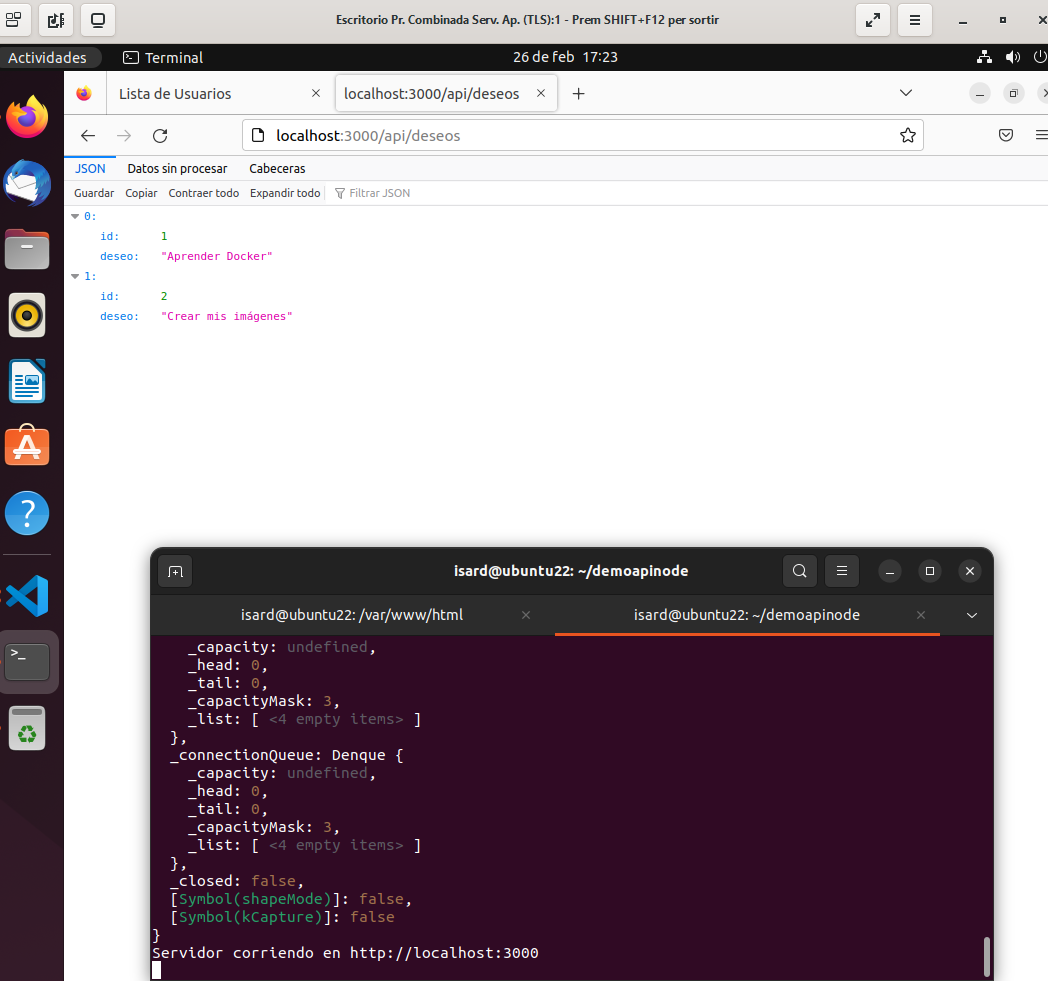 Escritorio Pr. Combinada Serv. Ap. (TLS):1 - Prem SHIFT+F12 per sortir
Actividades
Terminal
26 de feb 17:23
Lista de Usuarios
localhost:3000/api/deseos
localhost:3000/api/deseos
JSON
Datos sin procesar
Cabeceras
Guardar
Copiar
Contraer todo
Expandir todo
Filtrar JSON
0:
id: 1
deseo: "Aprender Docker"
1:
id: 2
deseo: "Crear mis imágenes"
isard@ubuntu22: ~/demoapinode
isard@ubuntu22: /var/www/html
isard@ubuntu22: ~/demoapinode
_capacity: undefined,
_head: 0,
_tail: 0,
_capacityMask: 3,
_list: [ <4 empty items> ]
},
_connectionQueue: Denque {
_capacity: undefined,
_head: 0,
_tail: 0,
_capacityMask: 3,
_list: [ <4 empty items> ]
},
_closed: false,
[Symbol(shapeMode)]: false,
[Symbol(kCapture)]: false
}
Servidor corriendo en http://localhost:3000